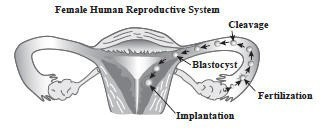 Female Human Reproductive System
Cleavage
Blastocyst
Fertilization
Implantation